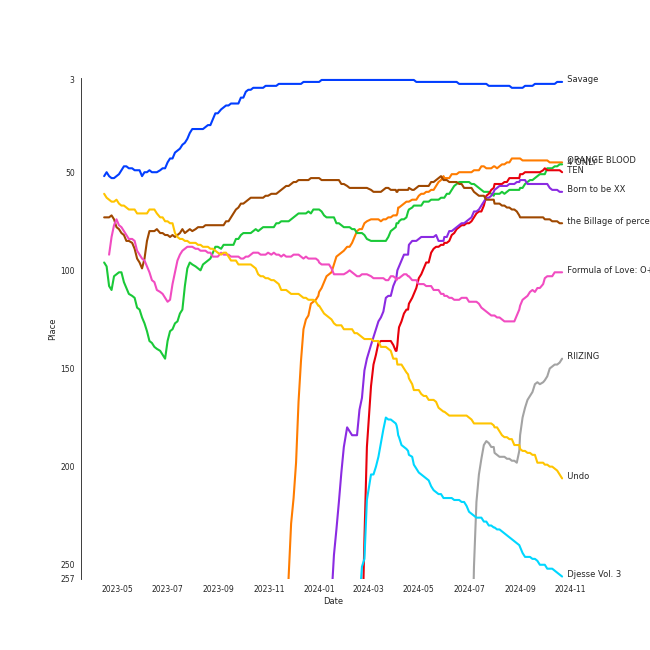 3
50
100
150
200
250
257
Place
2023-05
2023-07
2023-09
2023-11
2024-01
2024-03
2024-05
2024-07
2024-09
2024-11
Date
Savage
ORANGE BLOOD
TEN
Born to be XX
the Billage of perce
Formula of Love: O+
RIIZING
Undo
Djesse Vol. 3